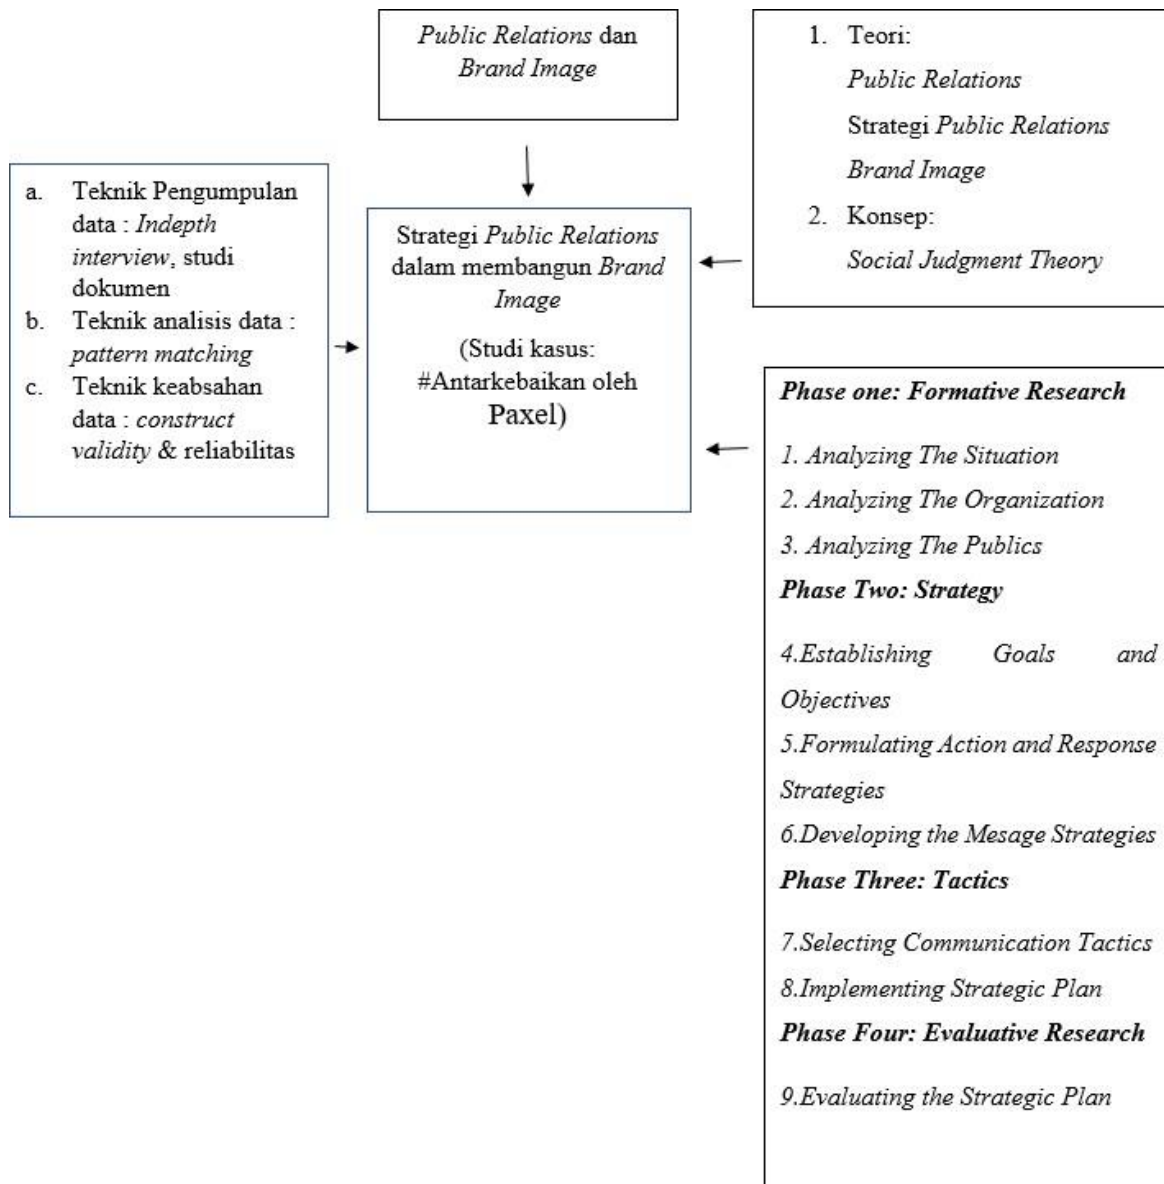 Public Relations dan
Brand Image
1. Teori:
Public Relations
Strategi Public Relations
Brand Image
2. Konsep:
Social Judgment Theory
a. Teknik Pengumpulan
data : Indepth
interview, studi
dokumen
b. Teknik analisis data :
pattern matching
c. Teknik keabsahan
data : construct
validity & reliabilitas
Strategi Public Relations
dalam membangun Brand
Image
(Studi kasus:
#Antarkebaikan oleh
Paxel)
Phase one: Formative Research
1. Analyzing The Situation
2. Analyzing The Organization
3. Analyzing The Publics
Phase Two: Strategy
4.Establishing Goals and
Objectives
5.Formulating Action and Response
Strategies
6.Developing the Mesage Strategies
Phase Three: Tactics
7.Selecting Communication Tactics
8.Implementing Strategic Plan
Phase Four: Evaluative Research
9.Evaluating the Strategic Plan